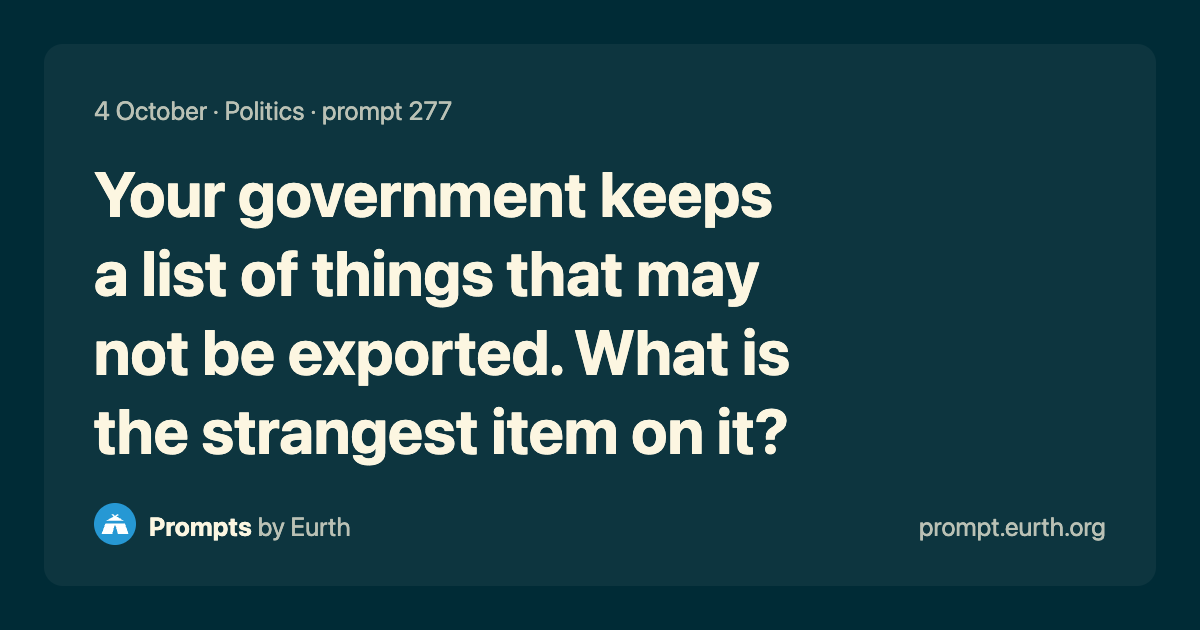 4 October · Politics · prompt 277
Your government keeps
a list of things that may
not be exported. What is
the strangest item on it?
Prompts by Eurth
prompt.eurth.org